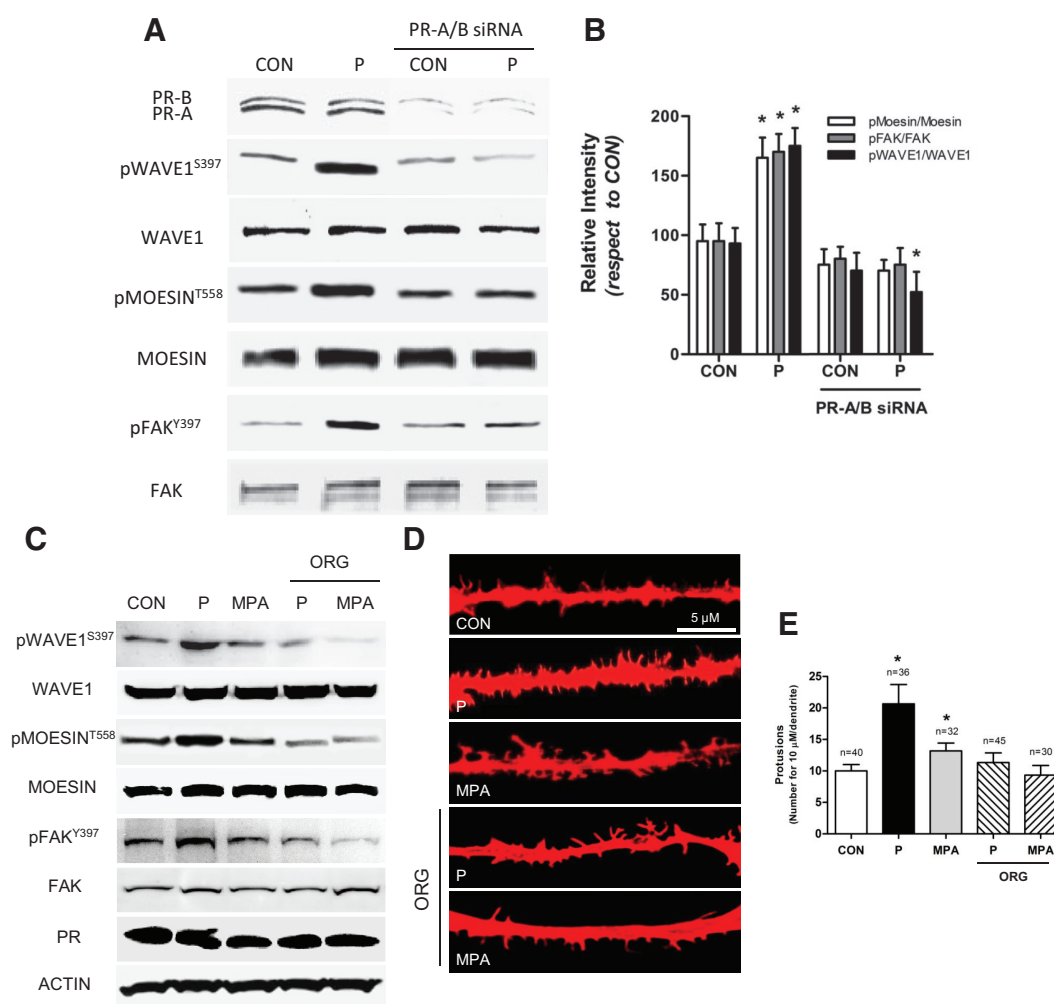 A
PR-A/B siRNA
CON P CON P
PR-B
PR-A
pWAVE1S397
WAVE1
pMOESINT558
MOESIN
pFAKY397
FAK
B
200
150
100
50
0
Relative Intensity
(respect to CON)
* * *
*
pMoesin/Moesin
pFAK/FAK
pWAVE1/WAVE1
CON P CON P
PR-A/B siRNA
C
ORG
CON P MPA P MPA
pWAVE1S397
WAVE1
pMOESINT558
MOESIN
pFAKY397
FAK
PR
ACTIN
D
CON
5 µM
P
MPA
ORG
P
MPA
E
Protusions
(Number for 10 µM/dendrite)
25
20
15
10
5
0
n=40
*
n=36
*
n=32
n=45
n=30
CON P MPA P MPA
ORG